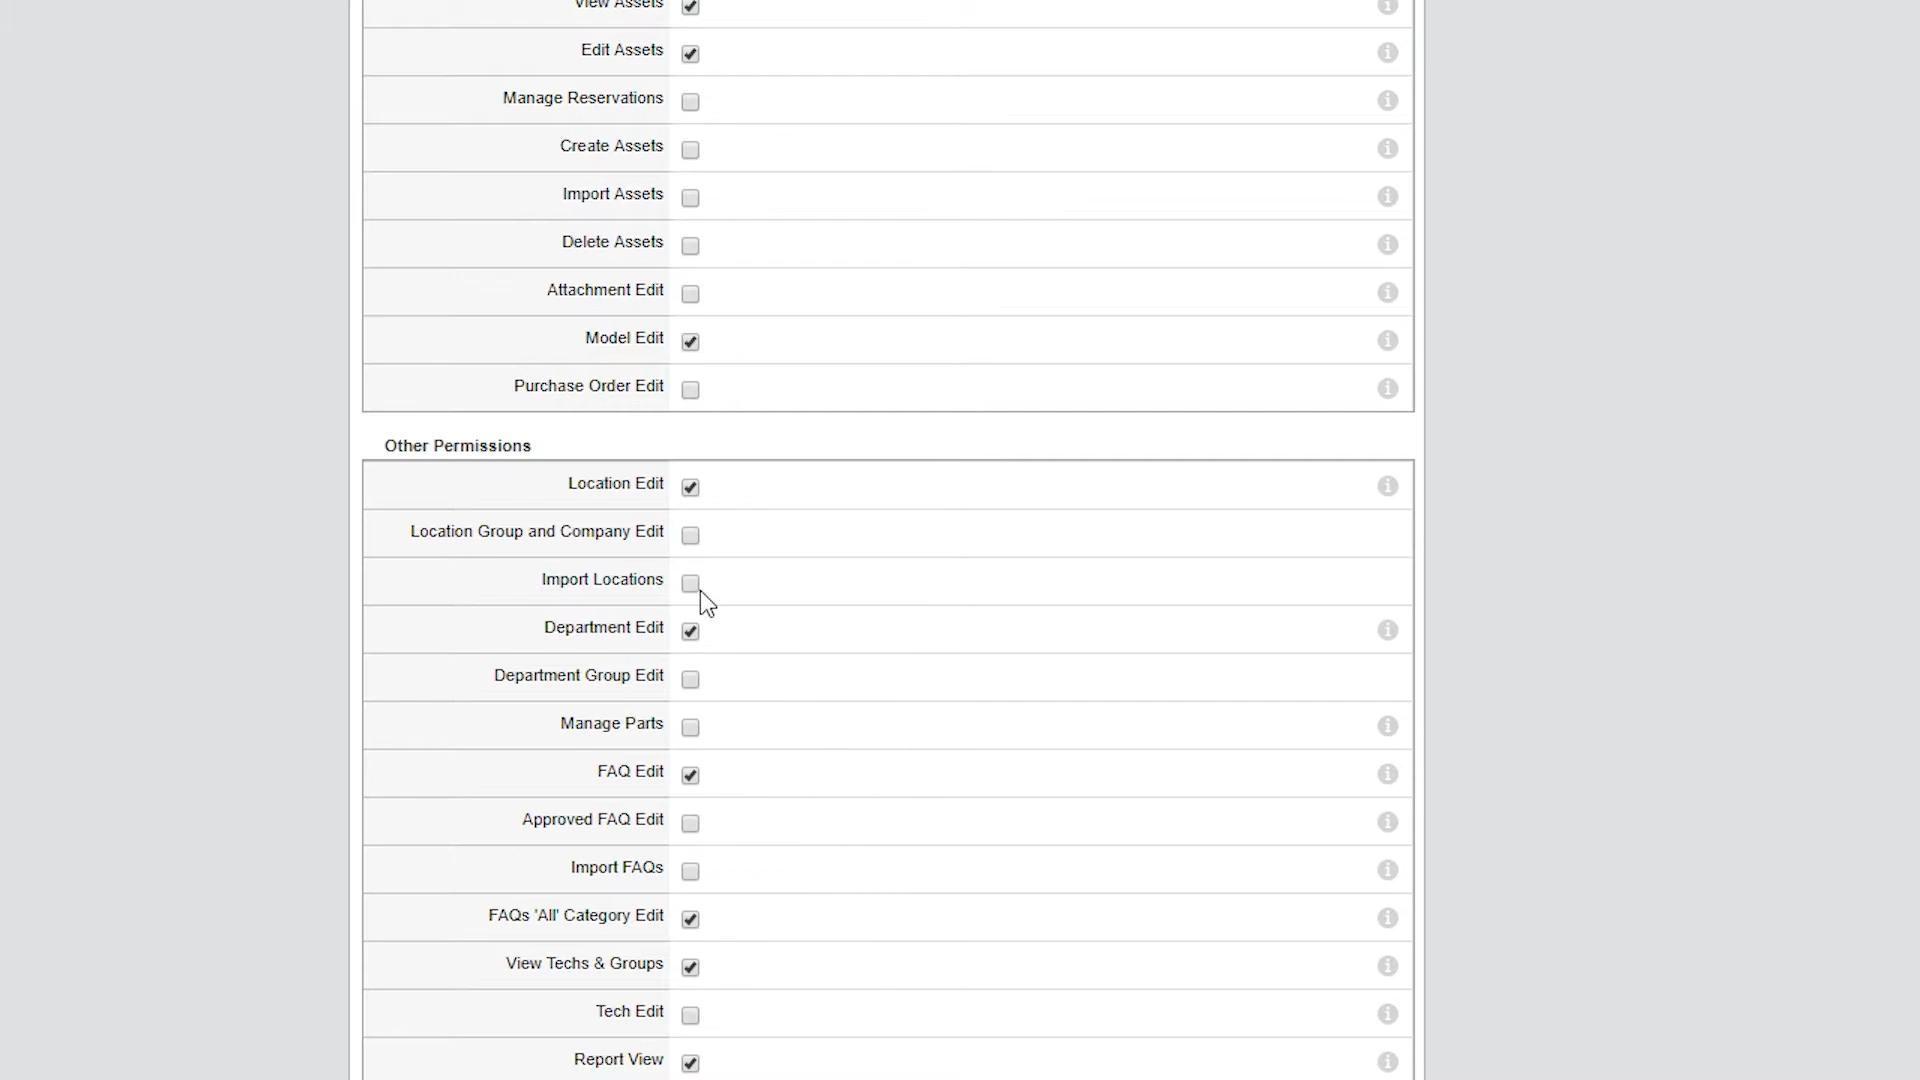 View Assets
Edit Assets
Manage Reservations
Create Assets
Import Assets
Delete Assets
Attachment Edit
Model Edit
Purchase Order Edit
Other Permissions
Location Edit
Location Group and Company Edit
Import Locations
Department Edit
Department Group Edit
Manage Parts
FAQ Edit
Approved FAQ Edit
Import FAQs
FAQs 'All' Category Edit
View Techs & Groups
Tech Edit
Report View